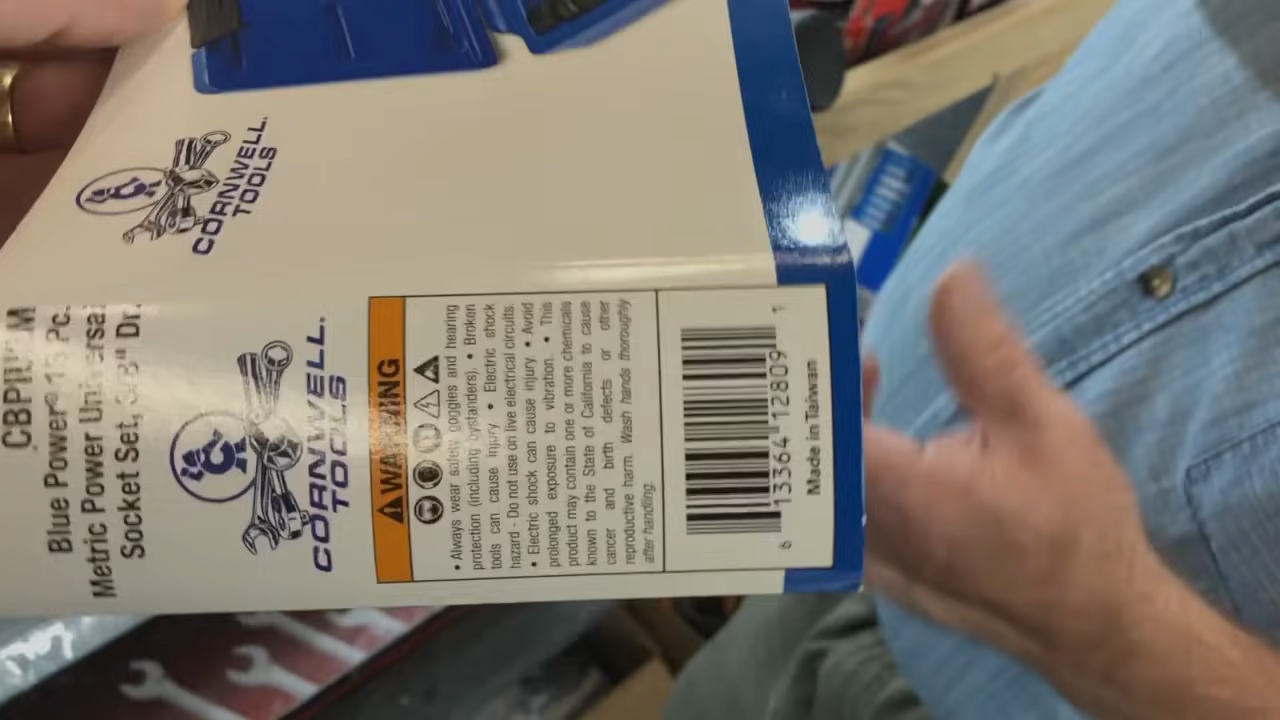 CORNWELL.
TOOLS
Blue Power® 13 Pc.
Metric Power Universal
Socket Set, 3/8" Dr.
CORNWELL.
TOOLS
WARNING
• Always wear safety goggles and hearing
protection (including bystanders). • Broken
tools can cause injury. • Electric shock
hazard - Do not use on live electrical circuits.
• Electric shock can cause injury. • Avoid
prolonged exposure to vibration. • This
product may contain one or more chemicals
known to the State of California to cause
cancer and birth defects or other
reproductive harm. Wash hands thoroughly
after handling.
6 13364 12809 1
Made in Taiwan